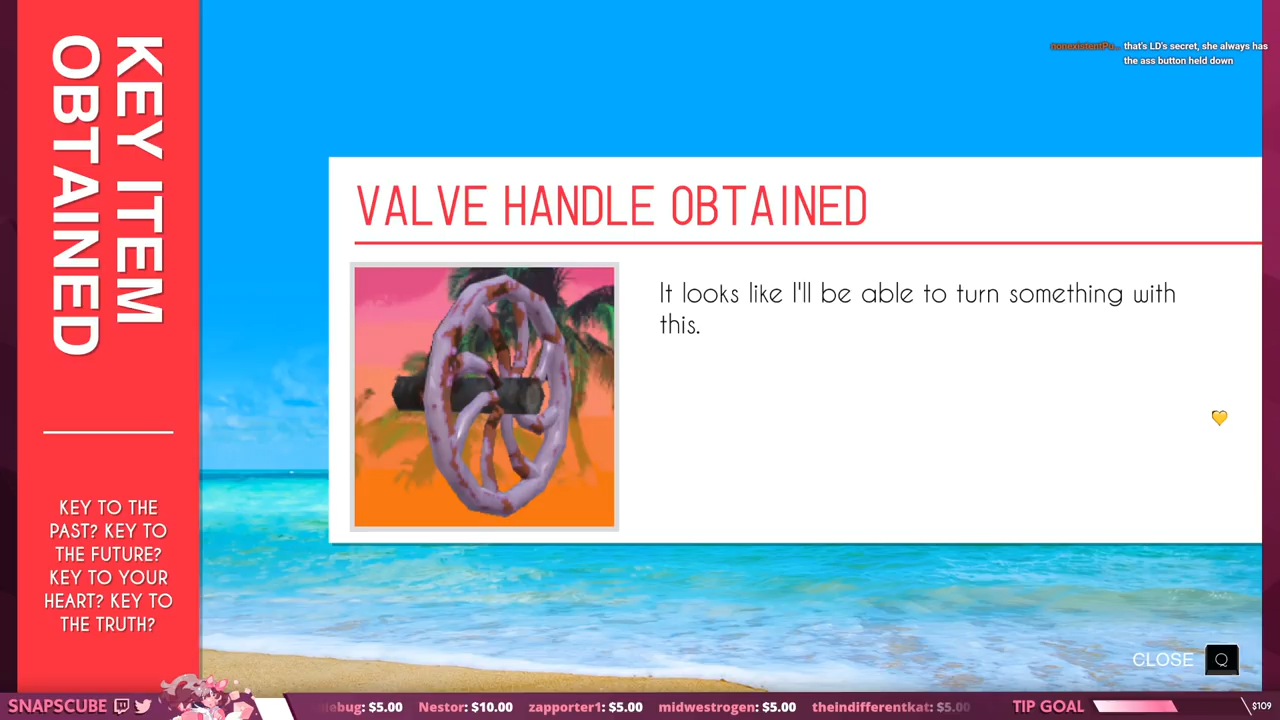 KEY ITEM
OBTAINED
KEY TO THE
PAST? KEY TO
THE FUTURE?
KEY TO YOUR
HEART? KEY TO
THE TRUTH?
that's LD's secret, she always has
the ass button held down
VALVE HANDLE OBTAINED
It looks like I'll be able to turn something with
this.
CLOSE Q
SNAPSCUBE
ebug: $5.00 Nestor: $10.00 zapporter1: $5.00 midwestrogen: $5.00 theindifferentkat: $5.00
TIP GOAL $109